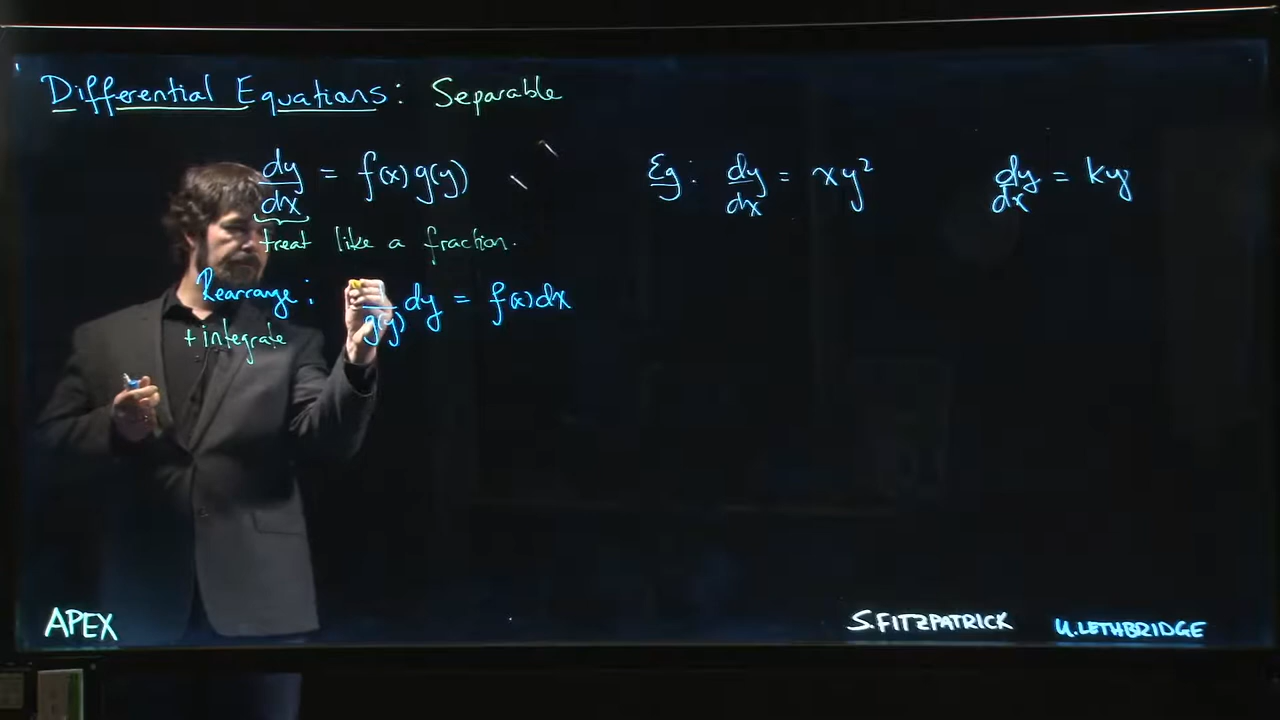 Differential Equations: Separable
dy/dx = f(x)g(y)
treat like a fraction.
Rearrange: 1/g(y) dy = f(x)dx
+ integrate
Eg: dy/dx = xy²
dy/dx = ky
APEX
S.FITZPATRICK
U.LETHBRIDGE